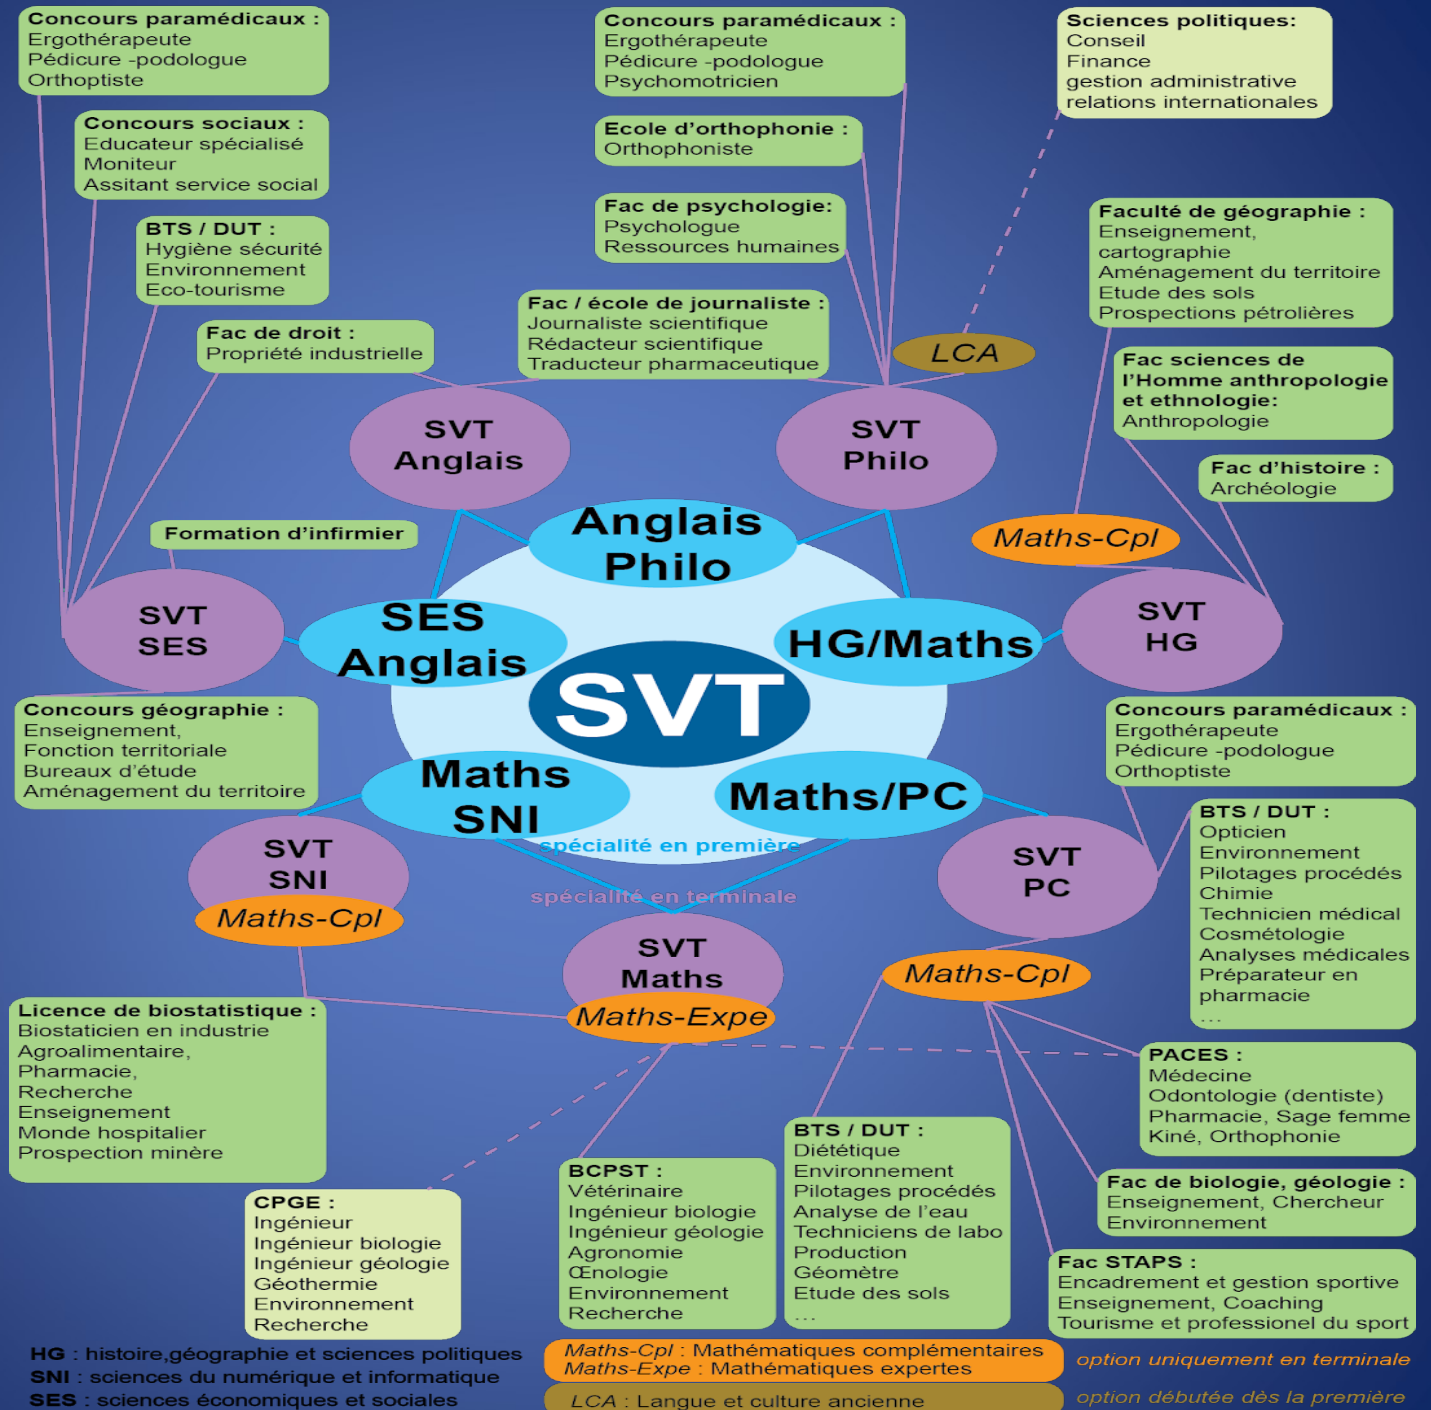 Concours paramédicaux :
Ergothérapeute
Pédicure -podologue
Orthoptiste
Concours sociaux :
Educateur spécialisé
Moniteur
Assitant service social
BTS / DUT :
Hygiène sécurité
Environnement
Eco-tourisme
Fac de droit :
Propriété industrielle
Concours paramédicaux :
Ergothérapeute
Pédicure -podologue
Psychomotricien
Ecole d'orthophonie :
Orthophoniste
Fac de psychologie:
Psychologue
Ressources humaines
Fac / école de journaliste :
Journaliste scientifique
Rédacteur scientifique
Traducteur pharmaceutique
Sciences politiques:
Conseil
Finance
gestion administrative
relations internationales
LCA
Faculté de géographie :
Enseignement,
cartographie
Aménagement du territoire
Etude des sols
Prospections pétrolières
Fac sciences de
l'Homme anthropologie
et ethnologie:
Anthropologie
Fac d'histoire :
Archéologie
SVT
Anglais
SVT
Philo
Formation d'infirmier
Anglais
Philo
Maths-Cpl
SVT
SES
SES
Anglais
HG/Maths
SVT
HG
SVT
Concours géographie :
Enseignement,
Fonction territoriale
Bureaux d'étude
Aménagement du territoire
Maths
SNI
Maths/PC
spécialité en première
spécialité en terminale
Concours paramédicaux :
Ergothérapeute
Pédicure -podologue
Orthoptiste
BTS / DUT :
Opticien
Environnement
Pilotages procédés
Chimie
Technicien médical
Cosmétologie
Analyses médicales
Préparateur en
pharmacie
...
SVT
SNI
Maths-Cpl
SVT
Maths
Maths-Expe
SVT
PC
Maths-Cpl
Licence de biostatistique :
Biostaticien en industrie
Agroalimentaire,
Pharmacie,
Recherche
Enseignement
Monde hospitalier
Prospection minère
CPGE :
Ingénieur
Ingénieur biologie
Ingénieur géologie
Géothermie
Environnement
Recherche
BCPST :
Vétérinaire
Ingénieur biologie
Ingénieur géologie
Agronomie
Œnologie
Environnement
Recherche
BTS / DUT :
Diététique
Environnement
Pilotages procédés
Analyse de l'eau
Techniciens de labo
Production
Géomètre
Etude des sols
...
PACES :
Médecine
Odontologie (dentiste)
Pharmacie, Sage femme
Kiné, Orthophonie
Fac de biologie, géologie :
Enseignement, Chercheur
Environnement
Fac STAPS :
Encadrement et gestion sportive
Enseignement, Coaching
Tourisme et professionel du sport
HG : histoire,géographie et sciences politiques
SNI : sciences du numérique et informatique
SES : sciences économiques et sociales
Maths-Cpl : Mathématiques complémentaires
Maths-Expe : Mathématiques expertes
option uniquement en terminale
LCA : Langue et culture ancienne
option débutée dès la première